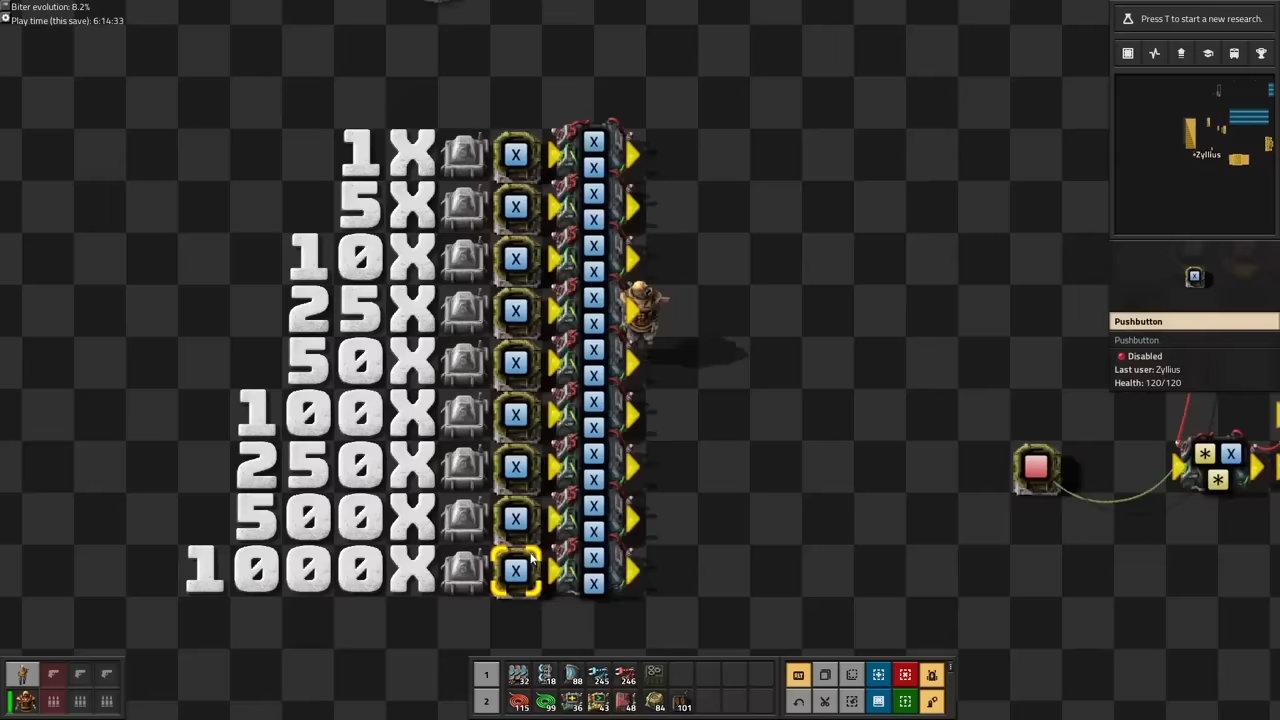 Biter evolution: 8.2%
Play time (this save): 6:14:33
Press T to start a new research.
Zyllius
1X X X X
5X X X X
10X X X X
25X X X X
50X X X X
100X X X X
250X X X X
500X X X X
1000X X X X
X
Pushbutton
Pushbutton
Disabled
Last user: Zyllius
Health: 120/120
* X
*
1 32 18 88 245 246
2 115 99 36 43 48 84 101
ALT